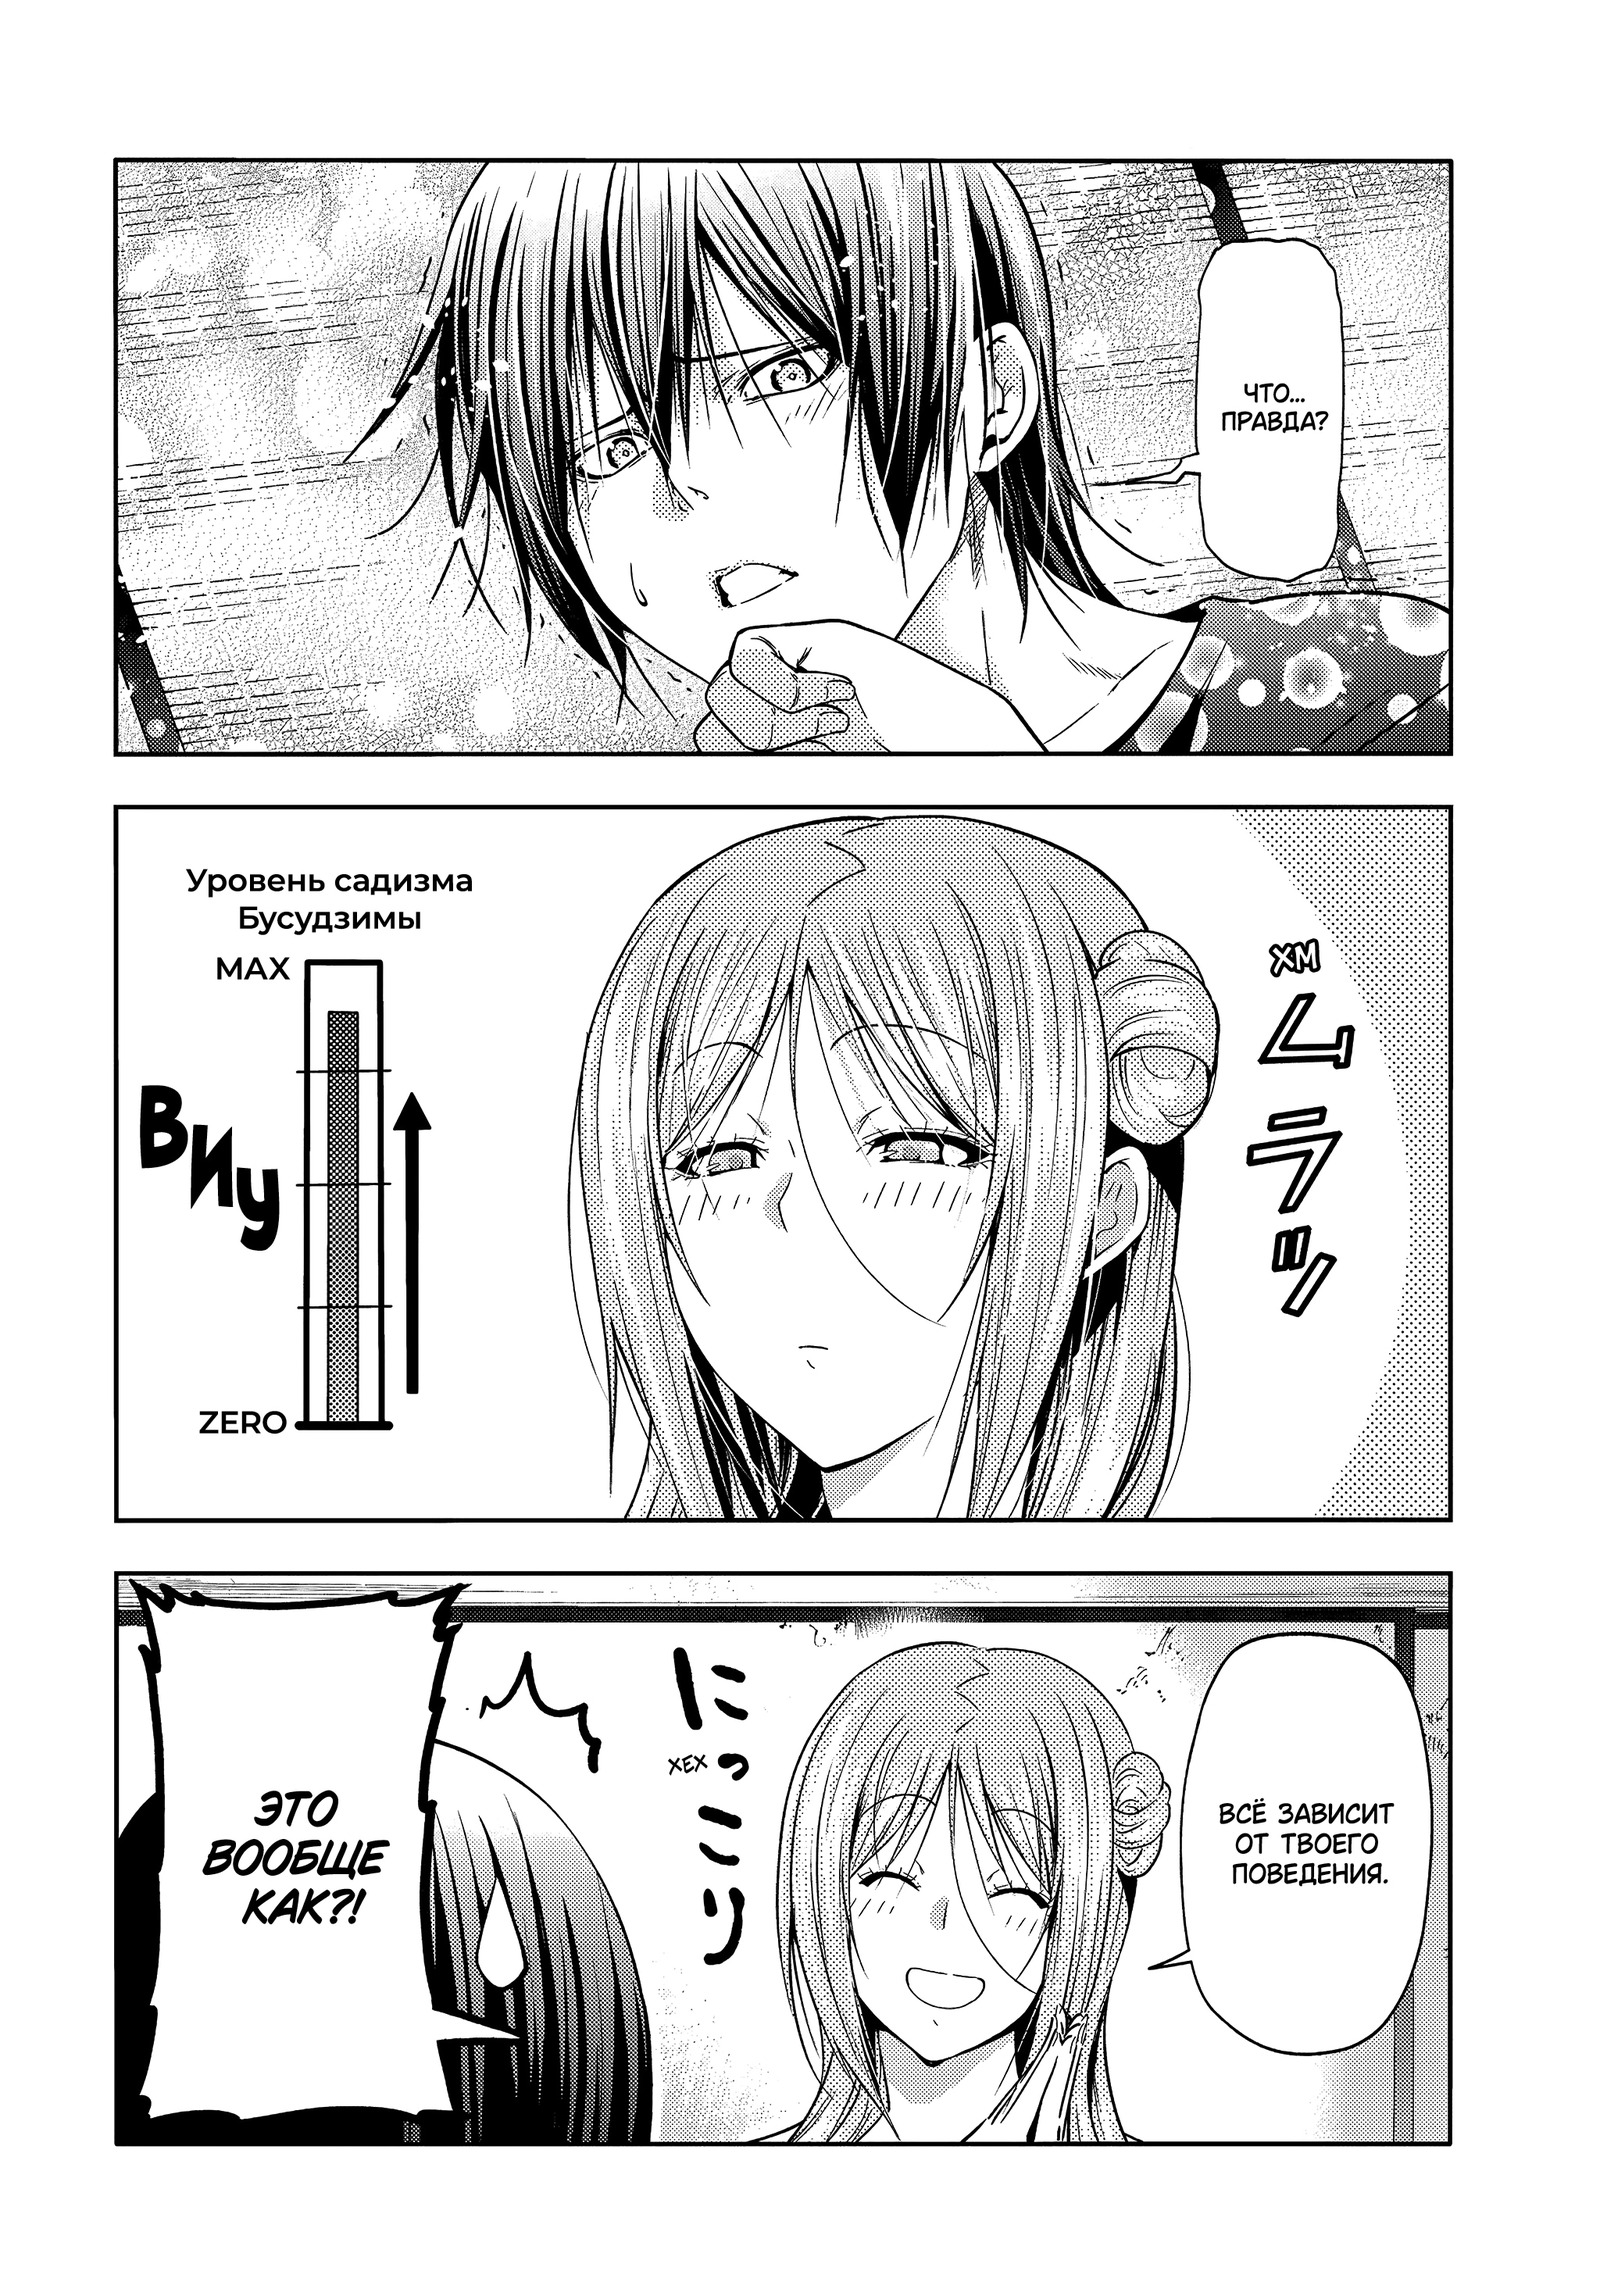 ЧТО...
ПРАВДА?
Уровень садизма
Бусудзимы
MAX
Виу
ZERO
ХМ
ムラッ
ВСЁ ЗАВИСИТ
ОТ ТВОЕГО
ПОВЕДЕНИЯ.
にっこり
ХЕХ
ЭТО
ВООБЩЕ
КАК?!